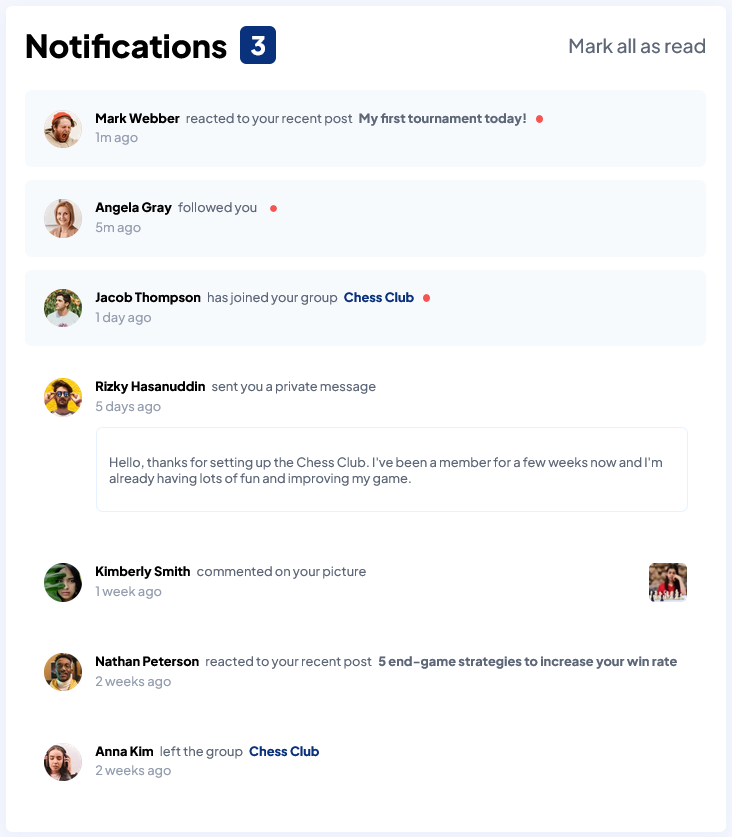 Notifications 3 Mark all as read
Mark Webber reacted to your recent post My first tournament today!
1m ago
Angela Gray followed you
5m ago
Jacob Thompson has joined your group Chess Club
1 day ago
Rizky Hasanuddin sent you a private message
5 days ago
Hello, thanks for setting up the Chess Club. I've been a member for a few weeks now and I'm
already having lots of fun and improving my game.
Kimberly Smith commented on your picture
1 week ago
Nathan Peterson reacted to your recent post 5 end-game strategies to increase your win rate
2 weeks ago
Anna Kim left the group Chess Club
2 weeks ago